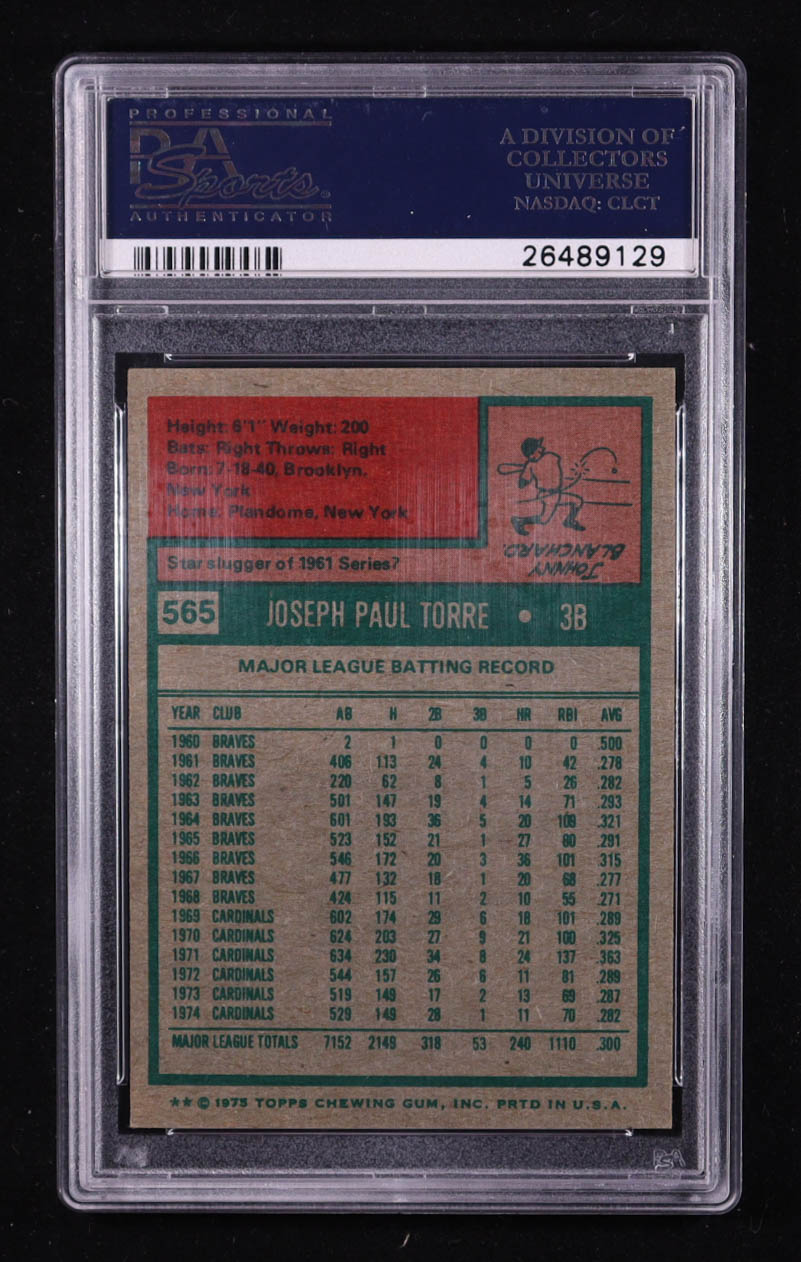 PROFESSIONAL
PSA
Sports
AUTHENTICATOR
A DIVISION OF
COLLECTORS
UNIVERSE
NASDAQ: CLCT
26489129
Height: 6'1" Weight: 200
Bats: Right Throws: Right
Born: 7-18-40, Brooklyn,
New York
Home: Plandome, New York
JOHNNY
BLANCHARD.
Star slugger of 1961 Series?
565 JOSEPH PAUL TORRE • 3B
MAJOR LEAGUE BATTING RECORD
YEAR CLUB AB H 2B 3B HR RBI AVG
1960 BRAVES 2 1 0 0 0 0 .500
1961 BRAVES 406 113 24 4 10 42 .278
1962 BRAVES 220 62 8 1 5 26 .282
1963 BRAVES 501 147 19 4 14 71 .293
1964 BRAVES 601 193 36 5 20 109 .321
1965 BRAVES 523 152 21 1 27 80 .291
1966 BRAVES 546 172 20 3 36 101 .315
1967 BRAVES 477 132 18 1 20 68 .277
1968 BRAVES 424 115 11 2 10 55 .271
1969 CARDINALS 602 174 29 6 18 101 .289
1970 CARDINALS 624 203 27 9 21 100 .325
1971 CARDINALS 634 230 34 8 24 137 .363
1972 CARDINALS 544 157 26 6 11 81 .289
1973 CARDINALS 519 149 17 2 13 69 .287
1974 CARDINALS 529 149 28 1 11 70 .282
MAJOR LEAGUE TOTALS 7152 2149 318 53 240 1110 .300
** © 1975 TOPPS CHEWING GUM, INC. PRTD IN U.S.A.
PSA